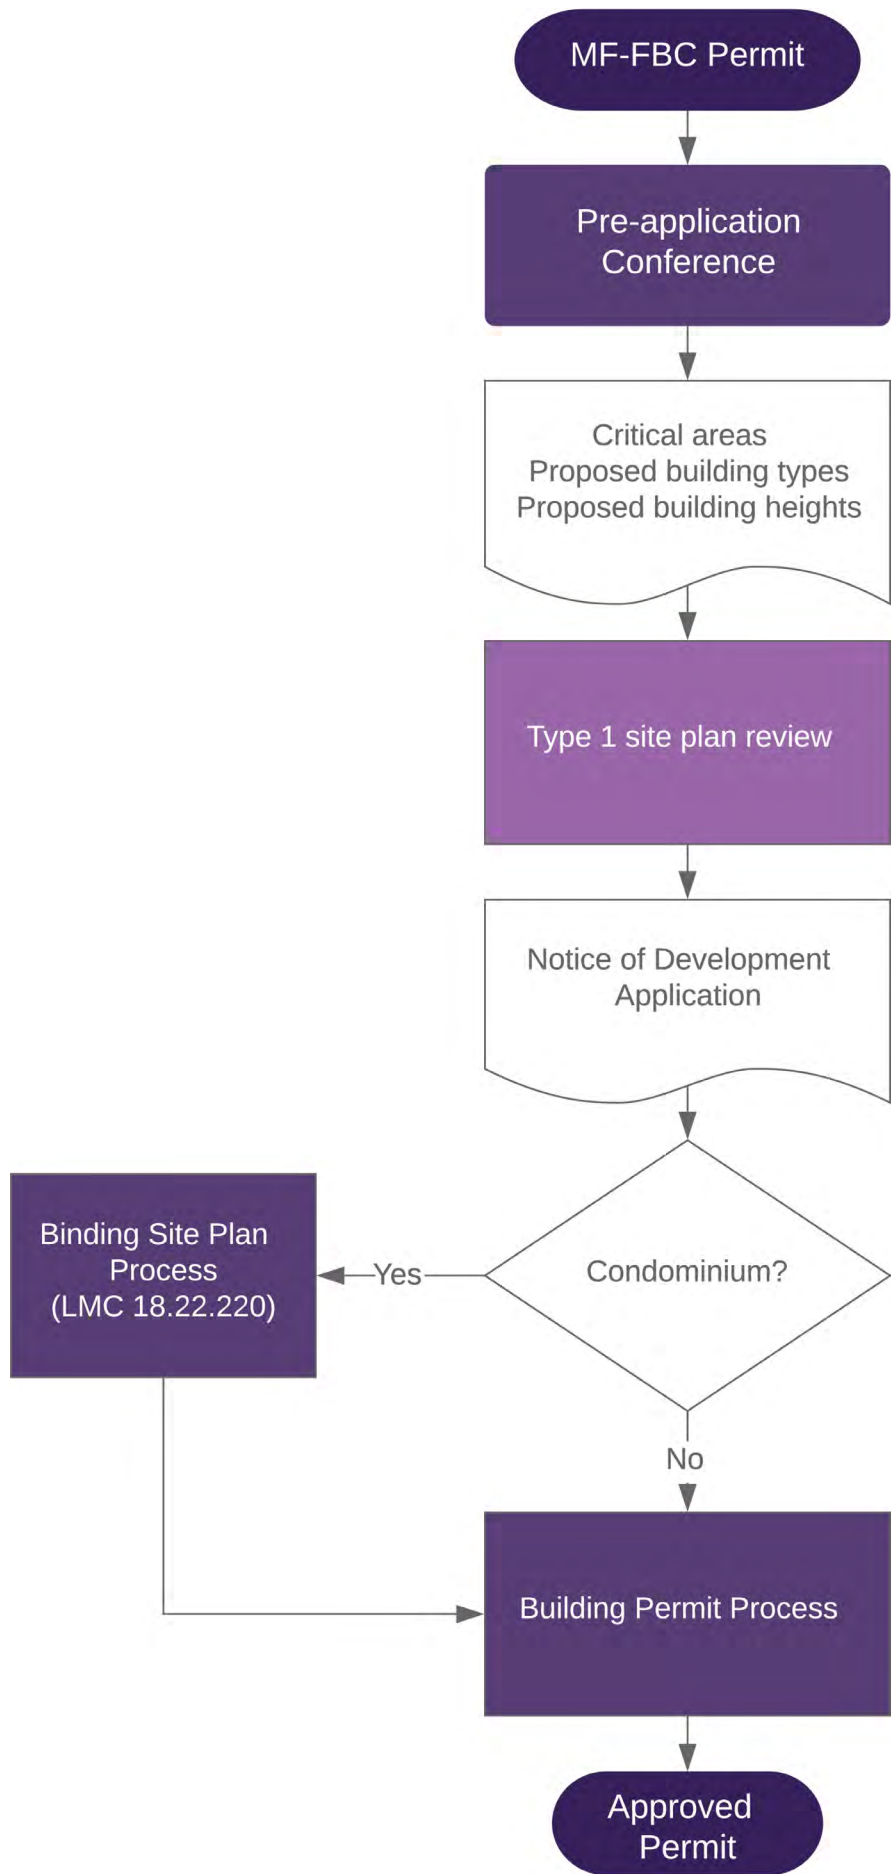 MF-FBC Permit
Pre-application
Conference
Critical areas
Proposed building types
Proposed building heights
Type 1 site plan review
Notice of Development
Application
Condominium?
Yes
Binding Site Plan
Process
(LMC 18.22.220)
No
Building Permit Process
Approved
Permit